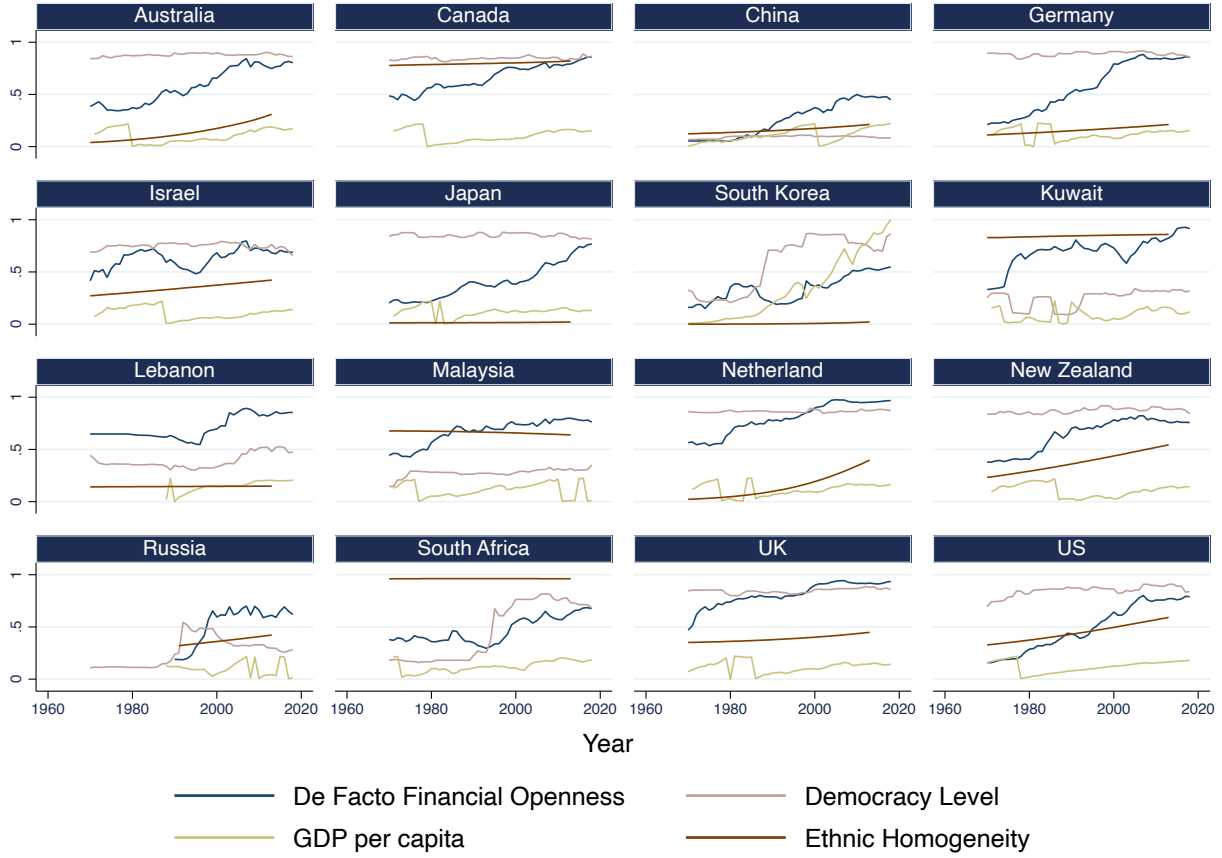 Australia Canada China Germany
1
.5
0
Israel Japan South Korea Kuwait
1
.5
0
Lebanon Malaysia Netherland New Zealand
1
.5
0
Russia South Africa UK US
1
.5
0
1960 1980 2000 2020 1960 1980 2000 2020 1960 1980 2000 2020 1960 1980 2000 2020
Year
De Facto Financial Openness Democracy Level
GDP per capita Ethnic Homogeneity